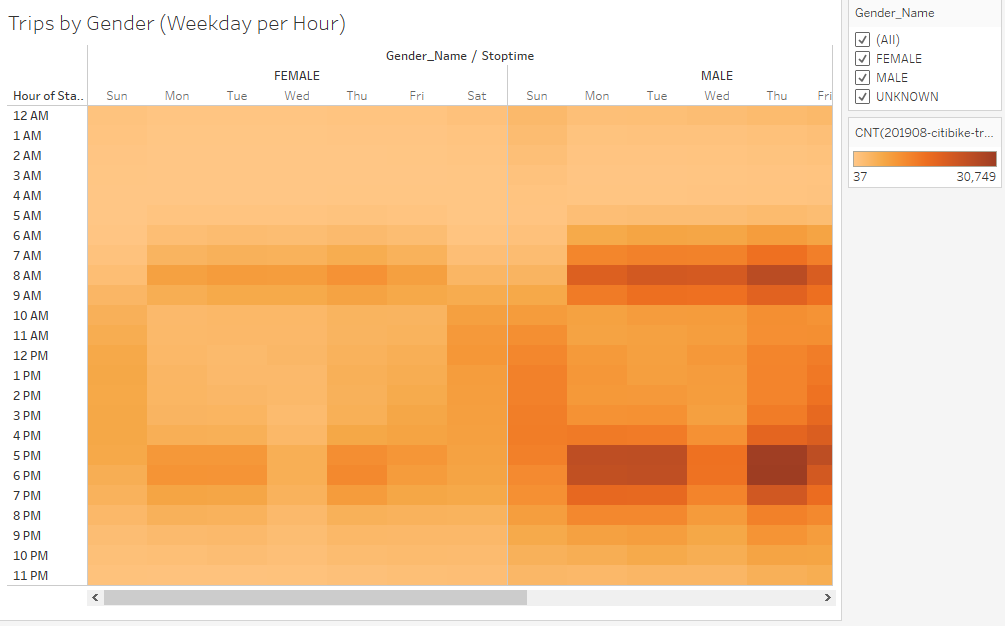 Trips by Gender (Weekday per Hour)
Gender_Name / Stoptime
FEMALE MALE
Hour of Sta.. Sun Mon Tue Wed Thu Fri Sat Sun Mon Tue Wed Thu Fri
12 AM
1 AM
2 AM
3 AM
4 AM
5 AM
6 AM
7 AM
8 AM
9 AM
10 AM
11 AM
12 PM
1 PM
2 PM
3 PM
4 PM
5 PM
6 PM
7 PM
8 PM
9 PM
10 PM
11 PM
Gender_Name
(All)
FEMALE
MALE
UNKNOWN
CNT(201908-citibike-tr...
37 30,749